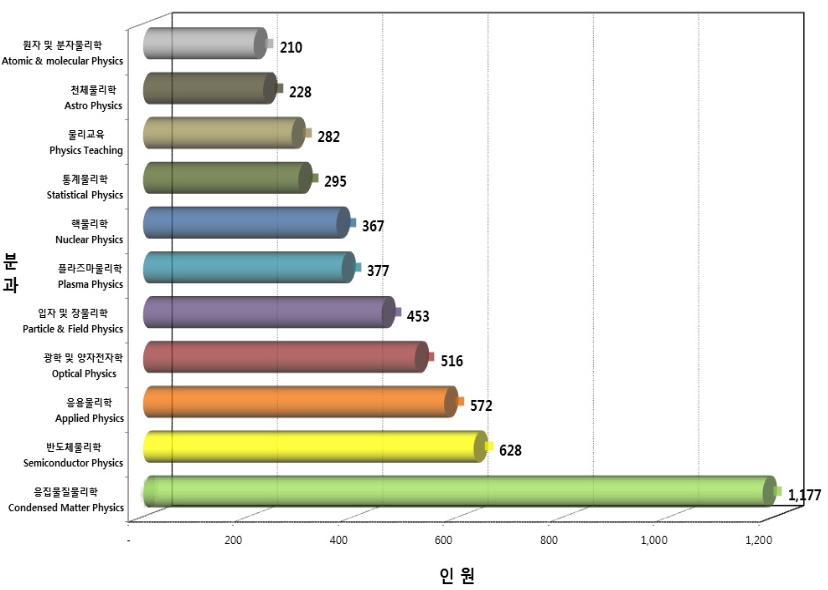 원자 및 분자물리학
Atomic & molecular Physics
210
천체물리학
Astro Physics
228
물리교육
Physics Teaching
282
통계물리학
Statistical Physics
295
핵물리학
Nuclear Physics
367
플라즈마물리학
Plasma Physics
377
입자 및 장물리학
Particle & Field Physics
453
광학 및 양자전자학
Optical Physics
516
응용물리학
Applied Physics
572
반도체물리학
Semiconductor Physics
628
응집물질물리학
Condensed Matter Physics
1,177
분
과
- 200 400 600 800 1,000 1,200
인 원